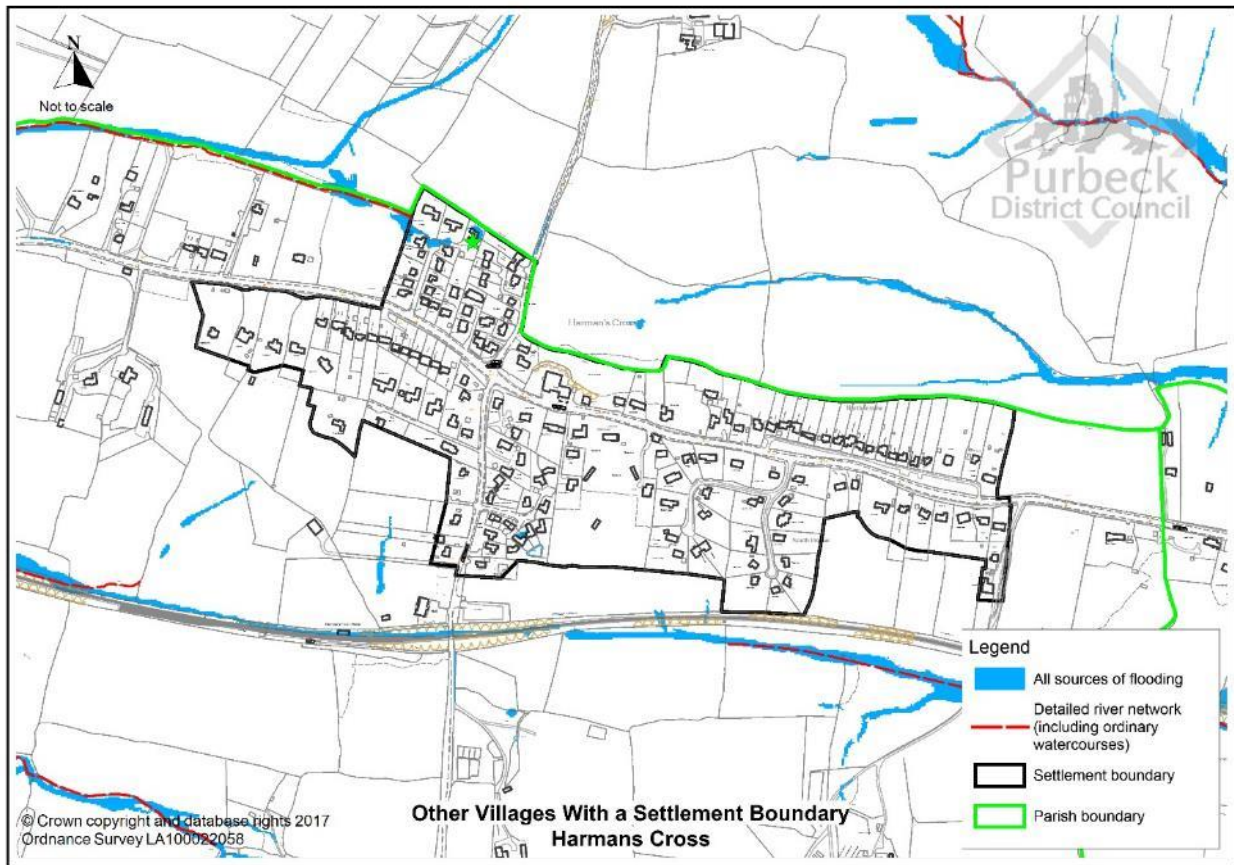 N
Not to scale
Purbeck
District Council
Harman's Cross
Legend
All sources of flooding
Detailed river network
(including ordinary
watercourses)
Settlement boundary
Parish boundary
Other Villages With a Settlement Boundary
Harmans Cross
© Crown copyright and database rights 2017
Ordnance Survey LA100022058